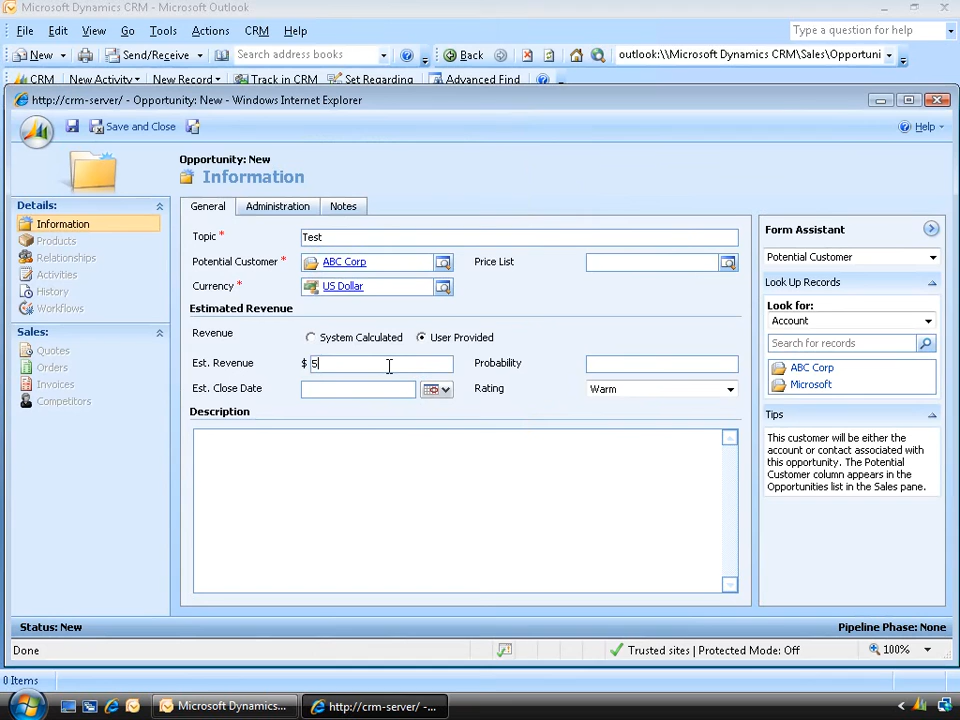 Microsoft Dynamics CRM - Microsoft Outlook
File Edit View Go Tools Actions CRM Help Type a question for help
New Send/Receive Search address books Back outlook:\\Microsoft Dynamics CRM\Sales\Opportuni
CRM New Activity New Record Track in CRM Set Regarding Advanced Find
http://crm-server/ - Opportunity: New - Windows Internet Explorer
Save and Close Help
Opportunity: New
Information
Details:
Information
Products
Relationships
Activities
History
Workflows
Sales:
Quotes
Orders
Invoices
Competitors
General Administration Notes
Topic * Test
Potential Customer * ABC Corp Price List
Currency * US Dollar
Estimated Revenue
Revenue System Calculated User Provided
Est. Revenue $ 5 Probability
Est. Close Date Rating Warm
Description
Form Assistant
Potential Customer
Look Up Records
Look for:
Account
Search for records
ABC Corp
Microsoft
Tips
This customer will be either the
account or contact associated with
this opportunity. The Potential
Customer column appears in the
Opportunities list in the Sales pane.
Status: New Pipeline Phase: None
Done Trusted sites | Protected Mode: Off 100%
0 Items
Microsoft Dynamics... http://crm-server/ -...